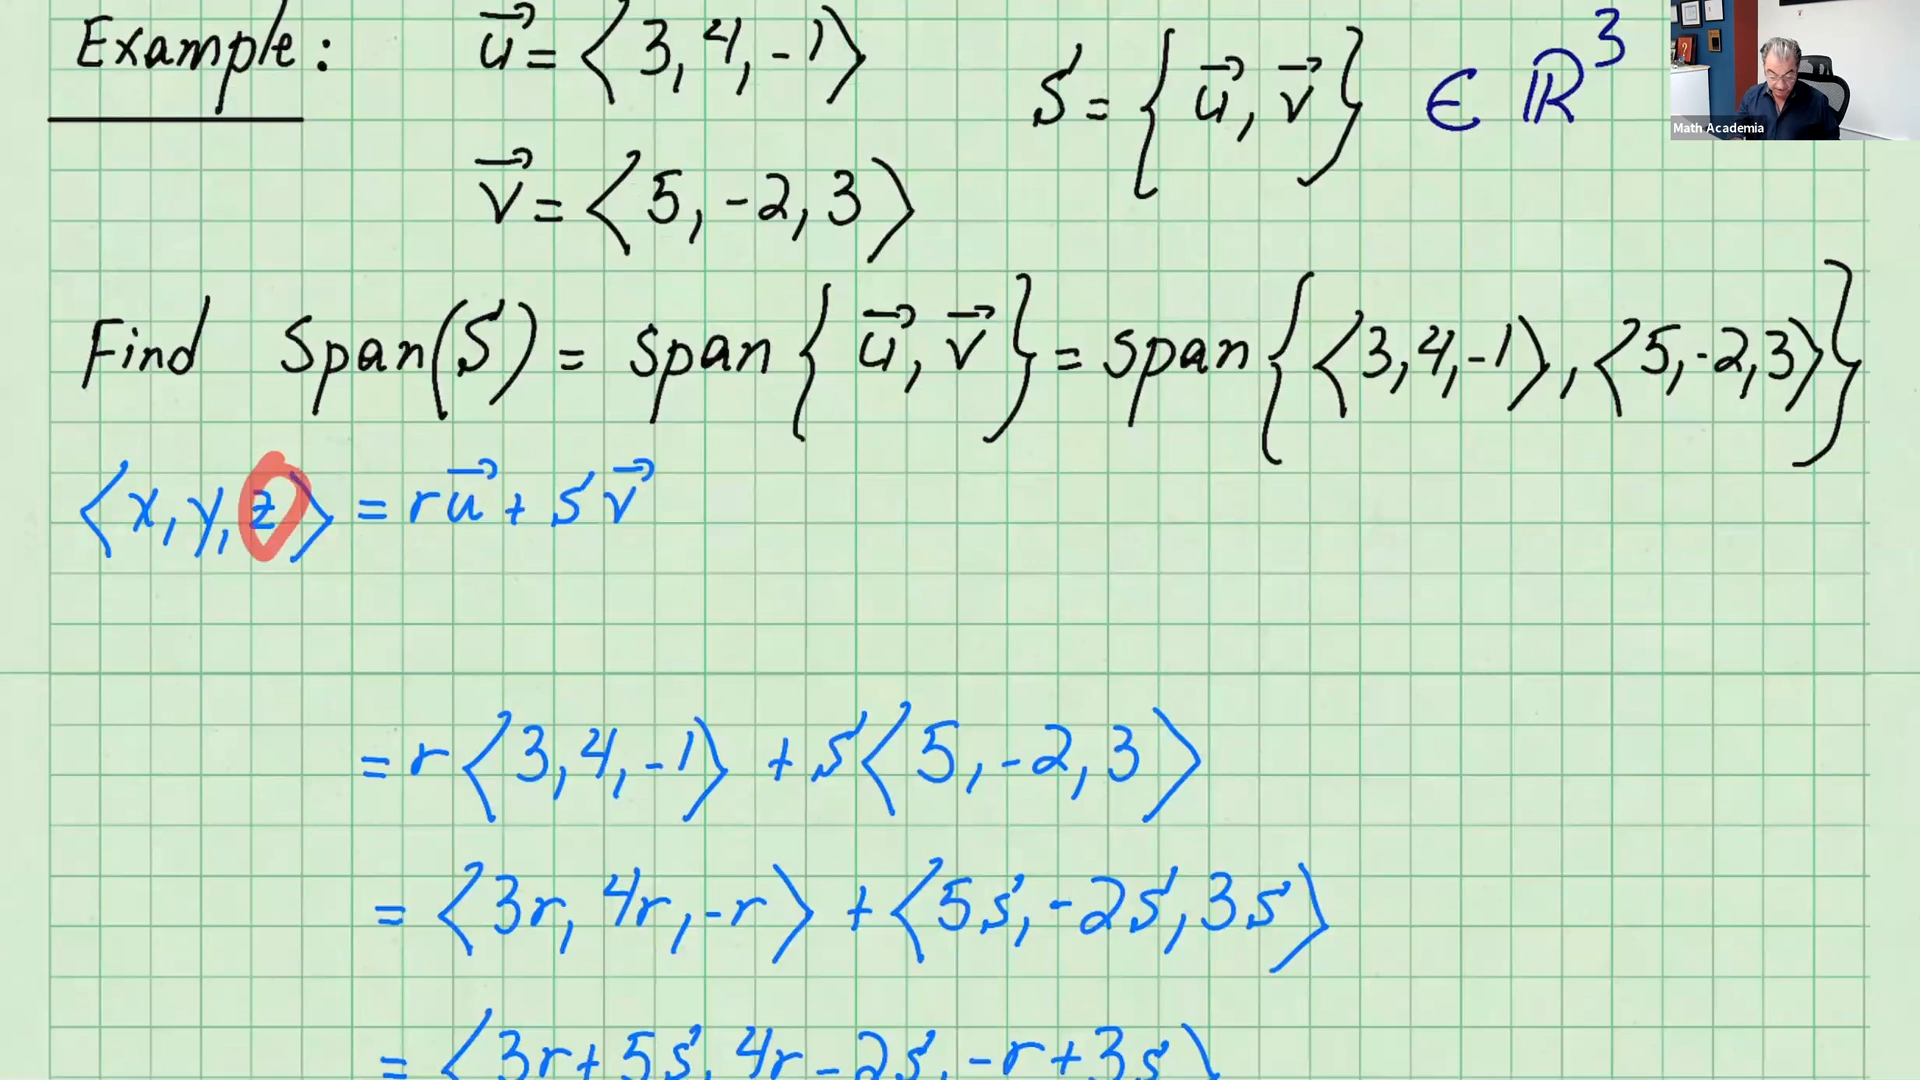 Example: u⃗ = ⟨3, 4, -1⟩ S = {u⃗, v⃗} ∈ ℝ³
Math Academia
v⃗ = ⟨5, -2, 3⟩
Find Span(S) = span{u⃗, v⃗} = span{⟨3, 4, -1⟩, ⟨5, -2, 3⟩}
⟨x, y, z⟩ = ru⃗ + sv⃗
= r⟨3, 4, -1⟩ + s⟨5, -2, 3⟩
= ⟨3r, 4r, -r⟩ + ⟨5s, -2s, 3s⟩
= ⟨3r + 5s, 4r - 2s, -r + 3s⟩